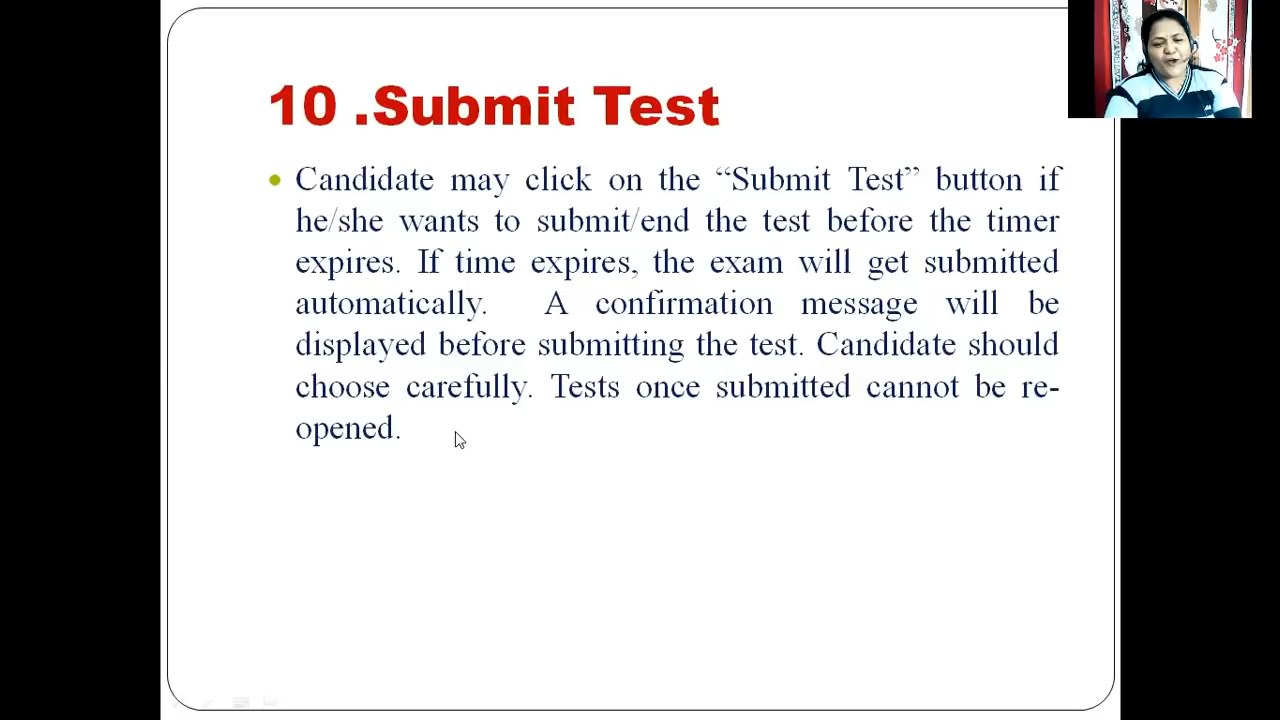 10 .Submit Test
• Candidate may click on the “Submit Test” button if
he/she wants to submit/end the test before the timer
expires. If time expires, the exam will get submitted
automatically. A confirmation message will be
displayed before submitting the test. Candidate should
choose carefully. Tests once submitted cannot be re-
opened.